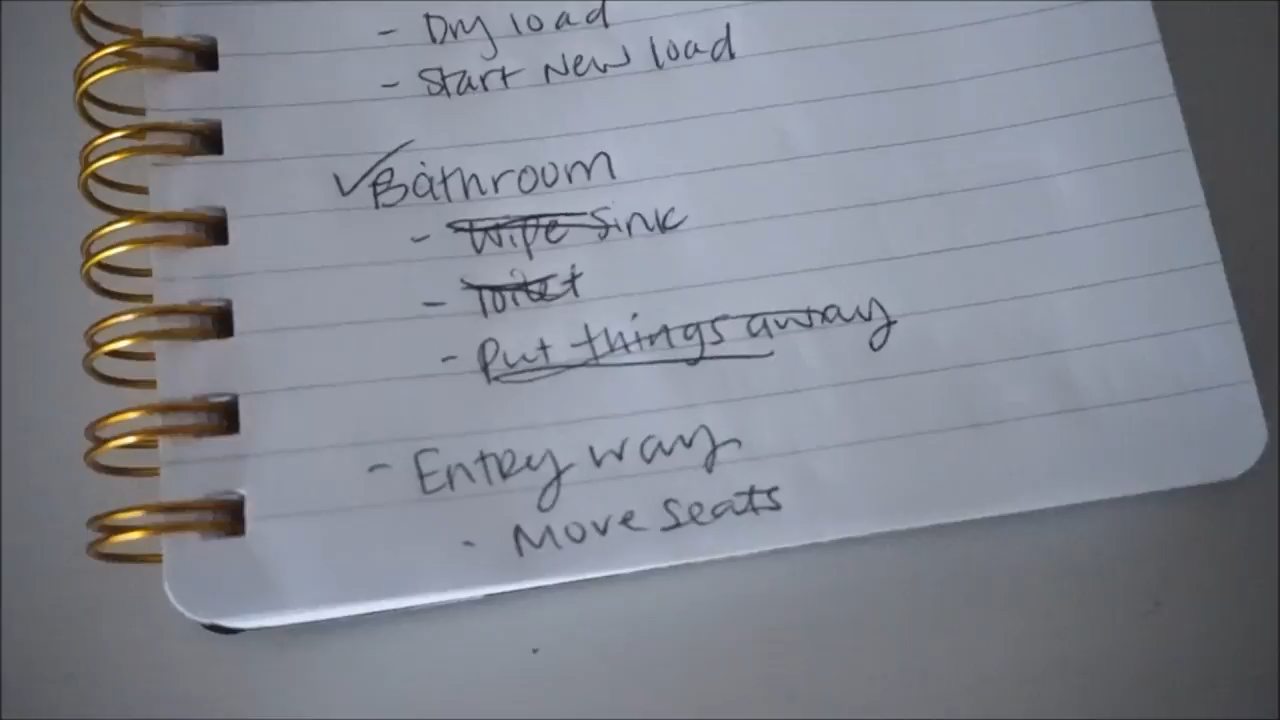 - Dry load
- Start New load
✓Bathroom
- Wipe Sink
- Toilet
- Put things away
- Entry way
- Move seats